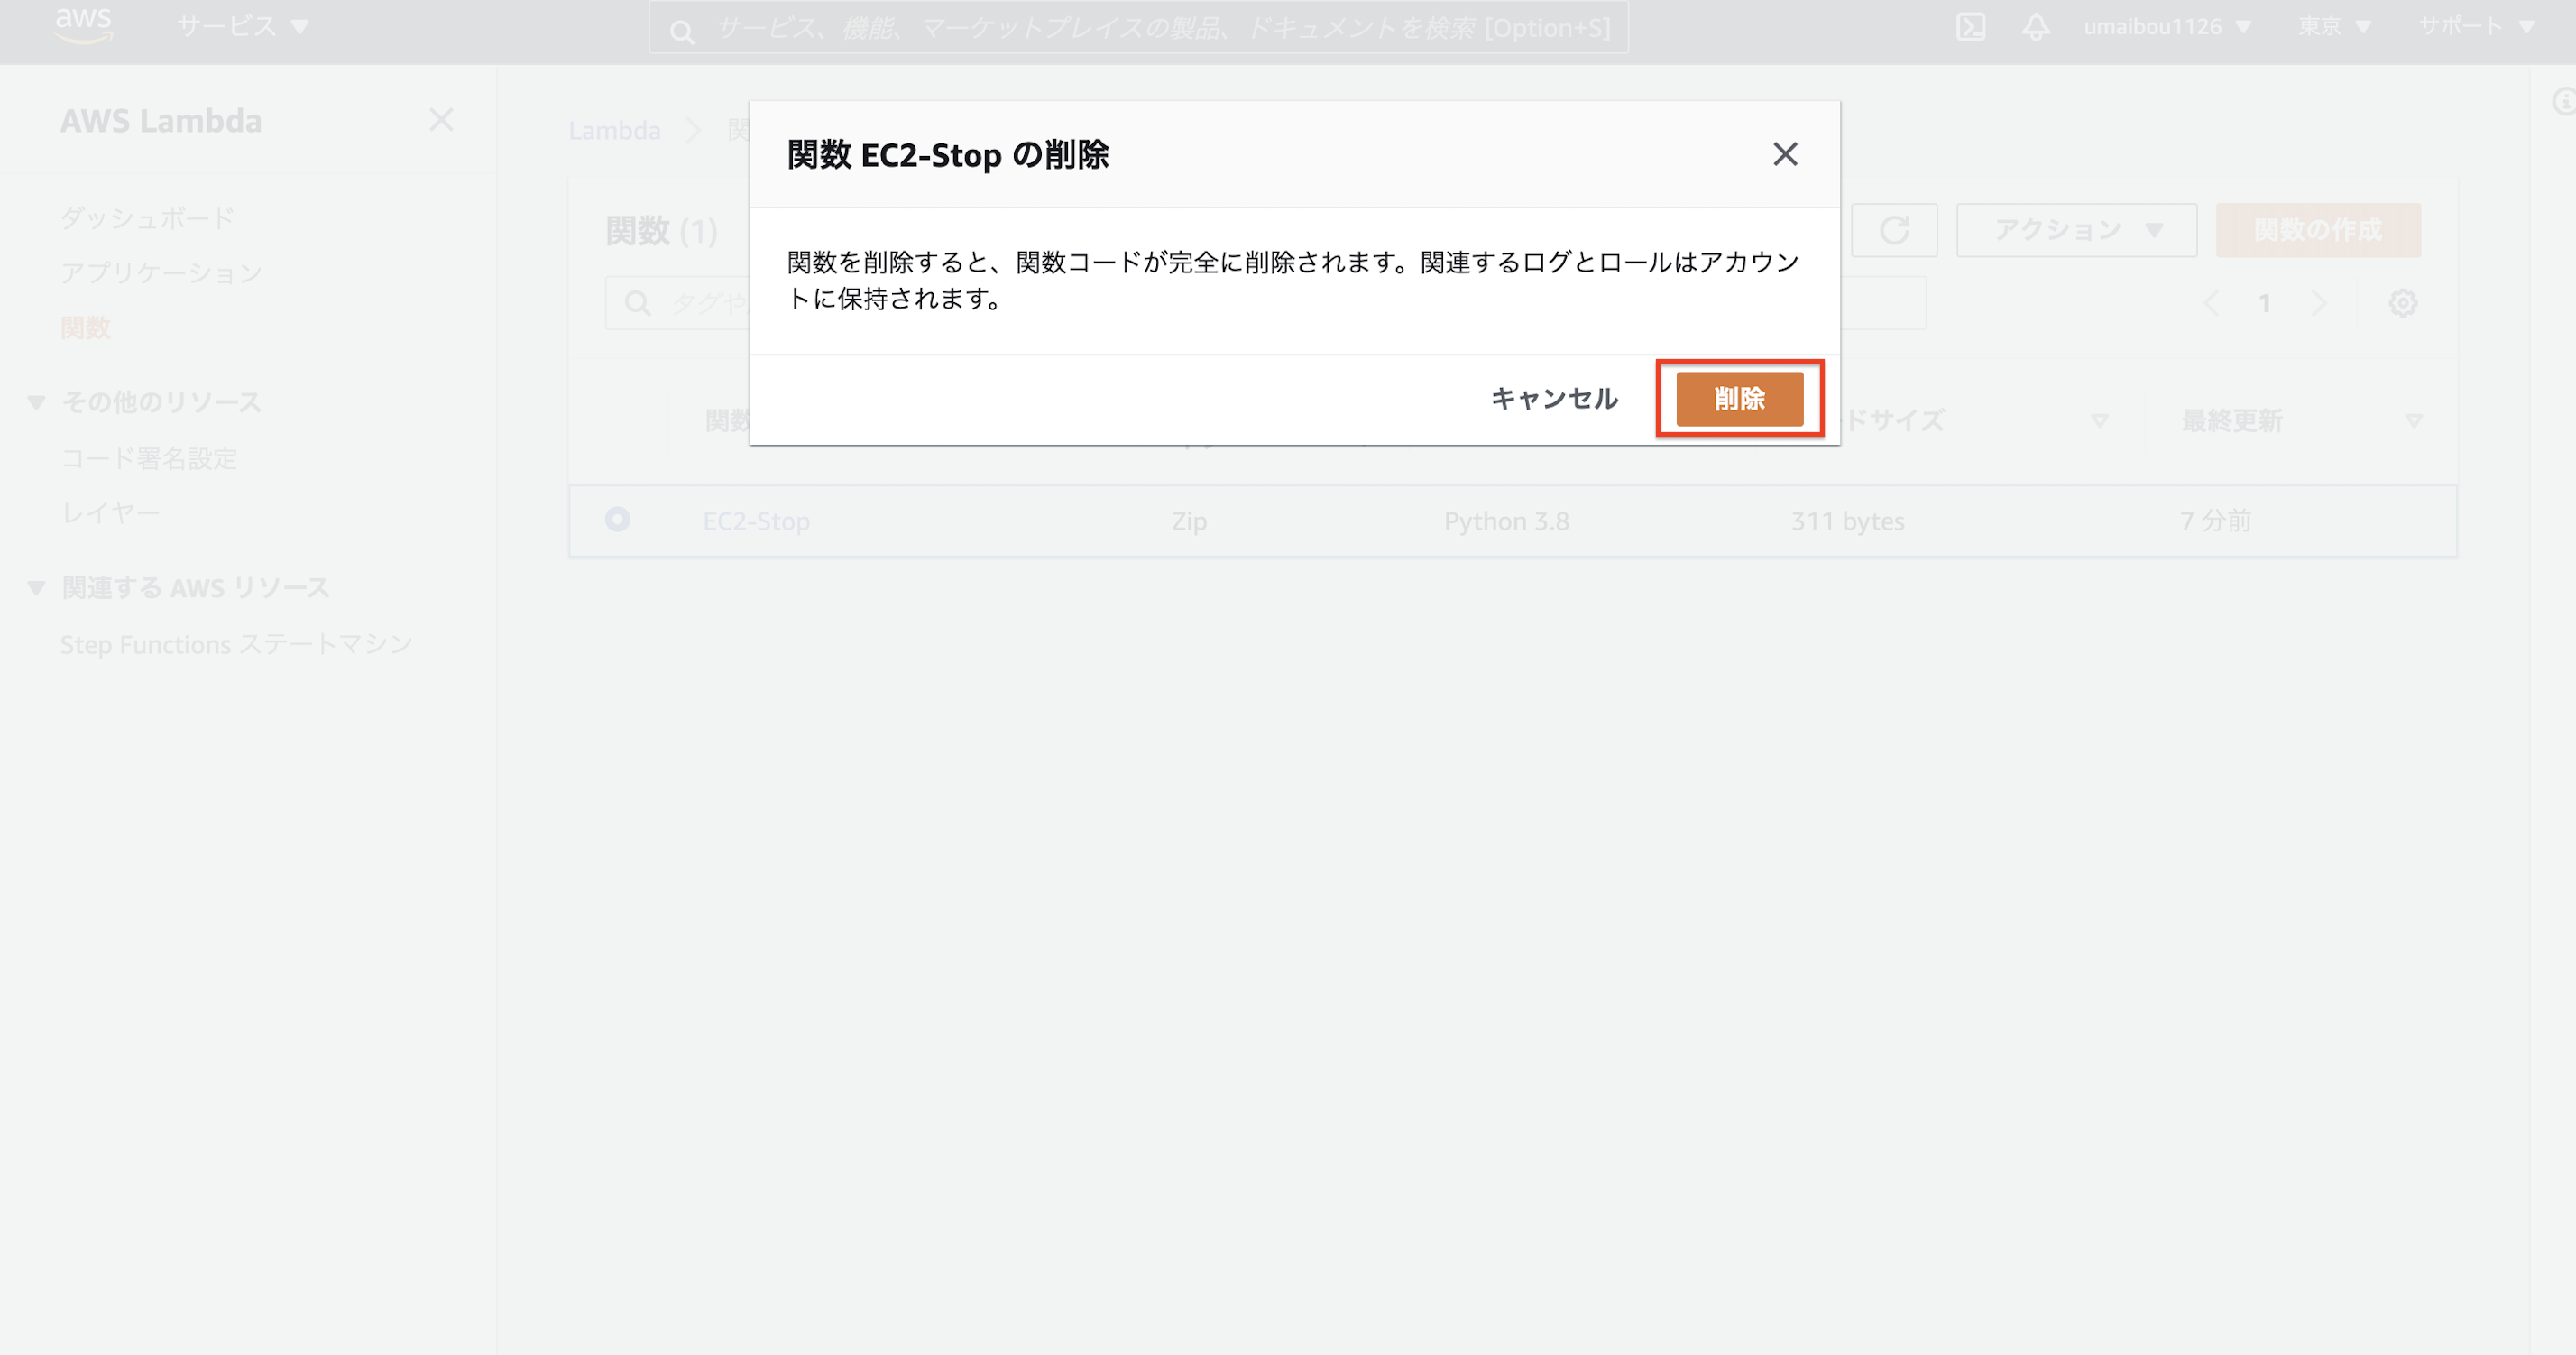 aws
サービス ▼
サービス、機能、マーケットプレイスの製品、ドキュメントを検索 [Option+S]
umaibou1126 ▼
東京 ▼
サポート ▼
AWS Lambda
ダッシュボード
アプリケーション
関数
▼ その他のリソース
コード署名設定
レイヤー
▼ 関連する AWS リソース
Step Functions ステートマシン
Lambda
関
関数 EC2-Stop の削除
関数を削除すると、関数コードが完全に削除されます。関連するログとロールはアカウン
トに保持されます。
キャンセル
削除
関数 (1)
アクション ▼
関数の作成
タグや
1
関数
ドサイズ
最終更新
EC2-Stop
Zip
Python 3.8
311 bytes
7 分前